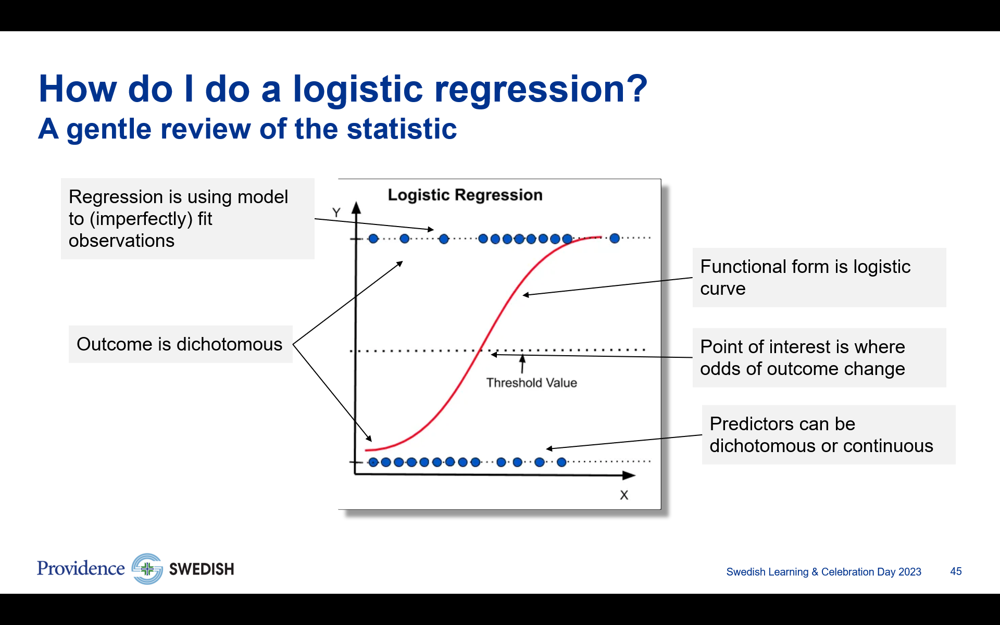 How do I do a logistic regression?
A gentle review of the statistic
Regression is using model
to (imperfectly) fit
observations
Outcome is dichotomous
Logistic Regression
Y
Threshold Value
X
Functional form is logistic
curve
Point of interest is where
odds of outcome change
Predictors can be
dichotomous or continuous
Providence SWEDISH
Swedish Learning & Celebration Day 2023
45